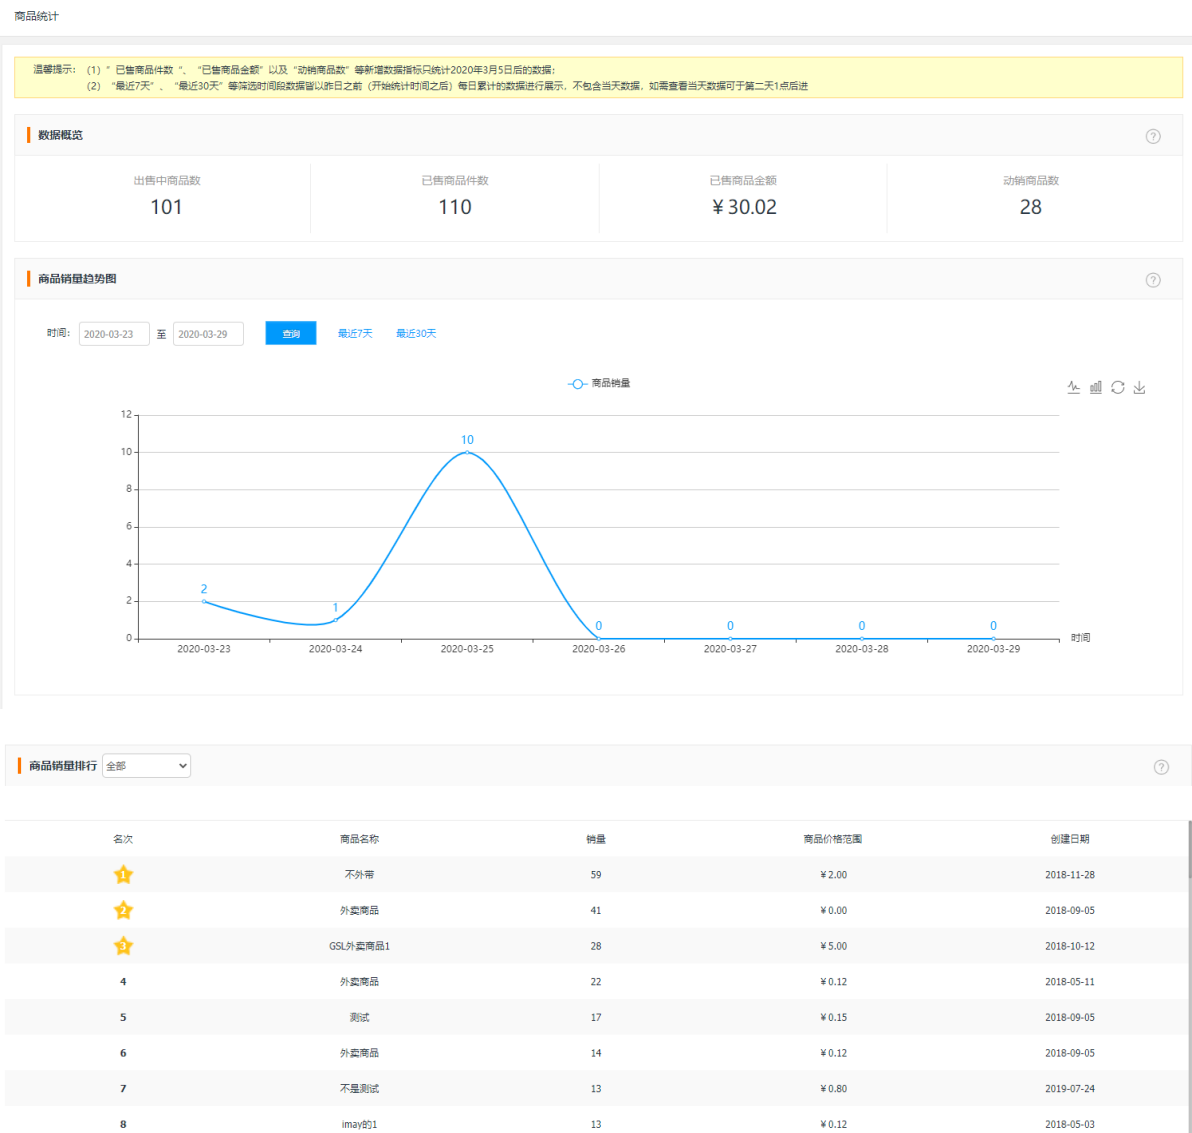 商品统计
温馨提示： (1) “ 已售商品件数 “、 “已售商品金额” 以及 “动销商品数” 等新增数据指标只统计2020年3月5日后的数据；
(2) “最近7天” 、 “最近30天” 等筛选时间段数据皆以昨日之前（开始统计时间之后）每日累计的数据进行展示，不包含当天数据，如需查看当天数据可于第二天1点后进
数据概览 ?
出售中商品数 已售商品件数 已售商品金额 动销商品数
101 110 ¥ 30.02 28
商品销量趋势图 ?
时间： 2020-03-23 至 2020-03-29 查询 最近7天 最近30天
商品销量
12
10
8
6
4
2
0
2 1 10 0 0 0 0
时间
2020-03-23 2020-03-24 2020-03-25 2020-03-26 2020-03-27 2020-03-28 2020-03-29
商品销量排行 全部 ?
名次 商品名称 销量 商品价格范围 创建日期
1 不外带 59 ¥ 2.00 2018-11-28
2 外卖商品 41 ¥ 0.00 2018-09-05
3 GSL外卖商品1 28 ¥ 5.00 2018-10-12
4 外卖商品 22 ¥ 0.12 2018-05-11
5 测试 17 ¥ 0.15 2018-09-05
6 外卖商品 14 ¥ 0.12 2018-09-05
7 不是测试 13 ¥ 0.80 2019-07-24
8 imay的1 13 ¥ 0.12 2018-05-03